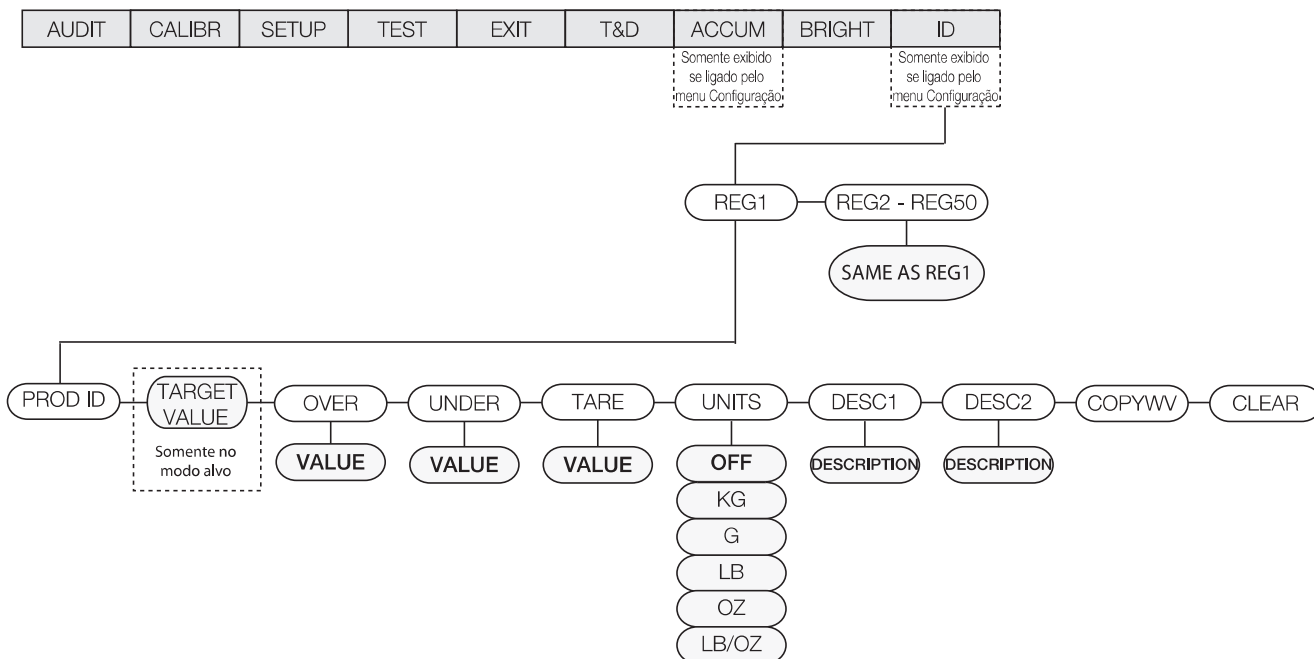 AUDIT CALIBR SETUP TEST EXIT T&D ACCUM BRIGHT ID
Somente exibido
se ligado pelo
menu Configuração
Somente exibido
se ligado pelo
menu Configuração
REG1
REG2 - REG50
SAME AS REG1
PROD ID
TARGET
VALUE
Somente no
modo alvo
OVER
VALUE
UNDER
VALUE
TARE
VALUE
UNITS
OFF
KG
G
LB
OZ
LB/OZ
DESC1
DESCRIPTION
DESC2
DESCRIPTION
COPYWV
CLEAR